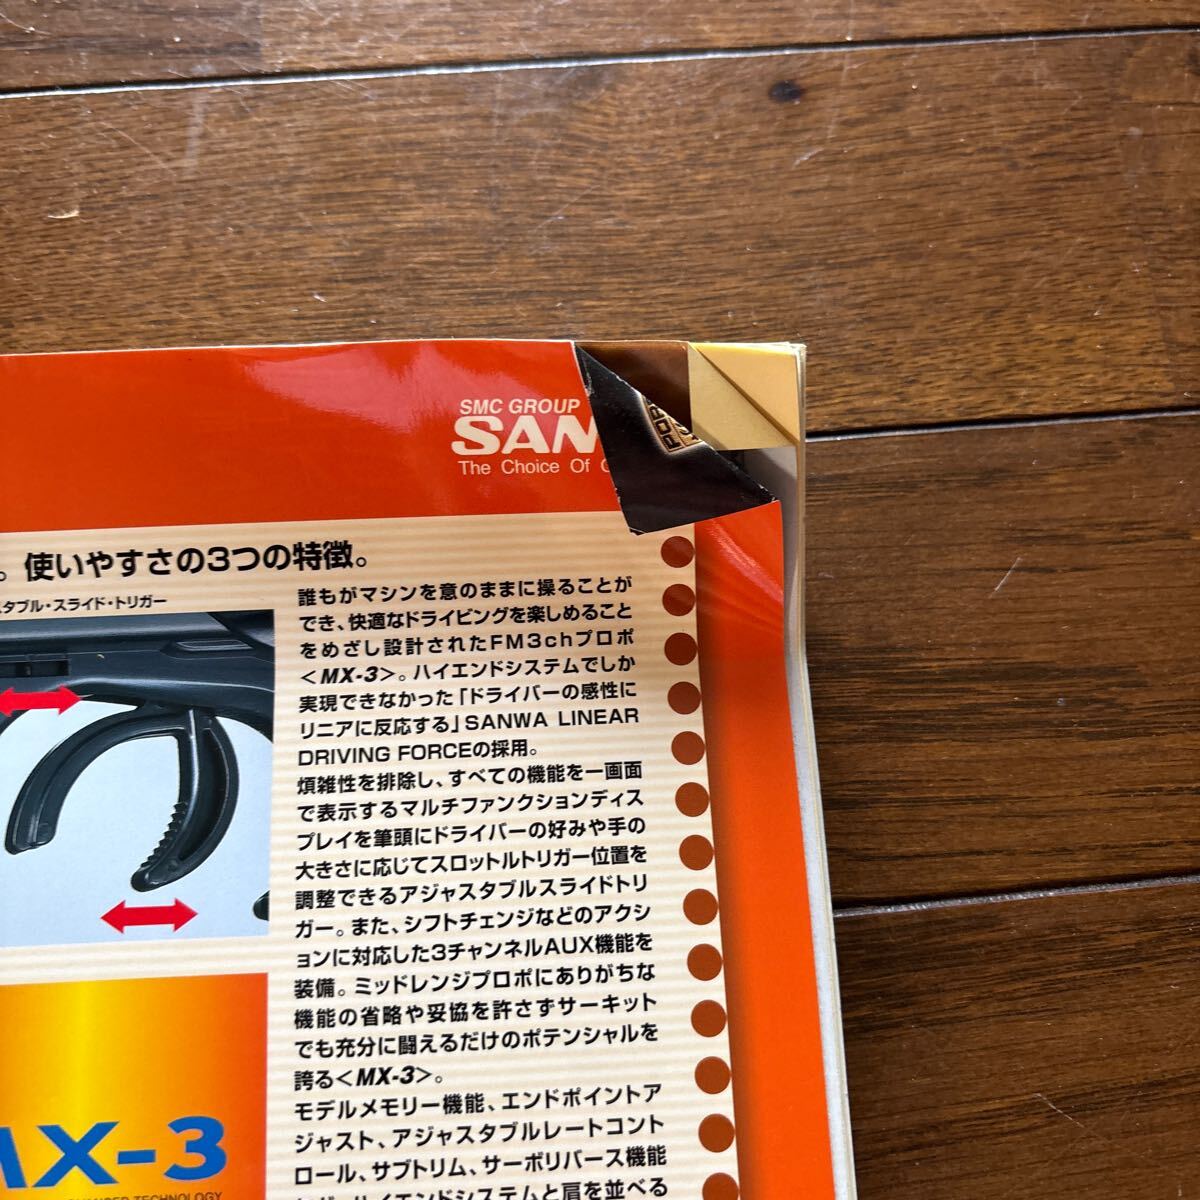 SMC GROUP
SAN
The Choice Of
POR
。使いやすさの3つの特徴。
タブル・スライド・トリガー
誰もがマシンを意のままに操ることが
でき、快適なドライビングを楽しめること
をめざし設計されたFM3chプロポ
<MX-3>。ハイエンドシステムでしか
実現できなかった「ドライバーの感性に
リニアに反応する」SANWA LINEAR
DRIVING FORCEの採用。
煩雑性を排除し、すべての機能を一画面
で表示するマルチファンクションディス
プレイを筆頭にドライバーの好みや手の
大きさに応じてスロットルトリガー位置を
調整できるアジャスタブルスライドトリ
ガー。また、シフトチェンジなどのアクシ
ョンに対応した3チャンネルAUX機能を
装備。ミッドレンジプロポにありがちな
機能の省略や妥協を許さずサーキット
でも充分に闘えるだけのポテンシャルを
誇る<MX-3>。
モデルメモリー機能、エンドポイントア
ジャスト、アジャスタブルレートコント
ロール、サブトリム、サーボリバース機能
ハイエンドシステムと肩を並べる
MX-3
TECHNOLOGY